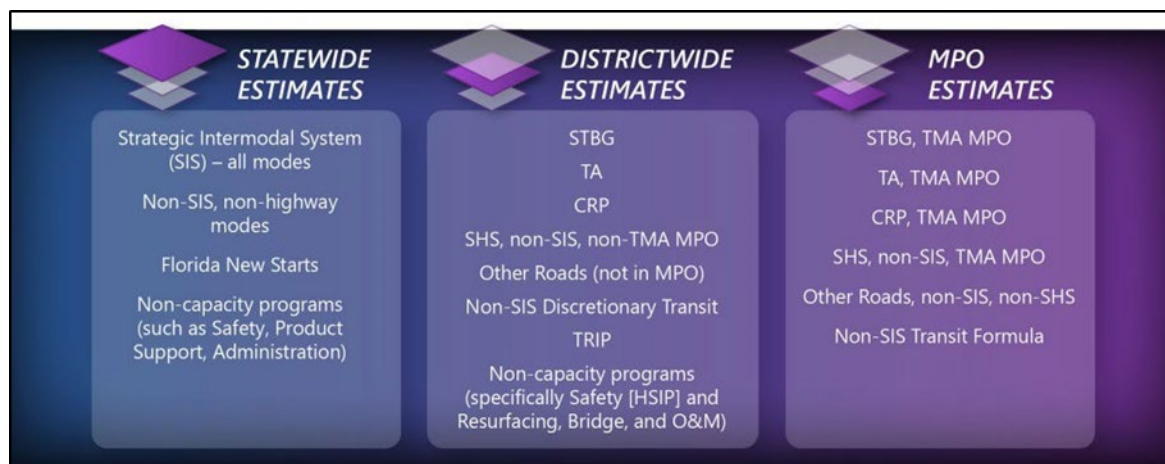 STATEWIDE
ESTIMATES
Strategic Intermodal System
(SIS) – all modes
Non-SIS, non-highway
modes
Florida New Starts
Non-capacity programs
(such as Safety, Product
Support, Administration)
DISTRICTWIDE
ESTIMATES
STBG
TA
CRP
SHS, non-SIS, non-TMA MPO
Other Roads (not in MPO)
Non-SIS Discretionary Transit
TRIP
Non-capacity programs
(specifically Safety [HSIP] and
Resurfacing, Bridge, and O&M)
MPO
ESTIMATES
STBG, TMA MPO
TA, TMA MPO
CRP, TMA MPO
SHS, non-SIS, TMA MPO
Other Roads, non-SIS, non-SHS
Non-SIS Transit Formula